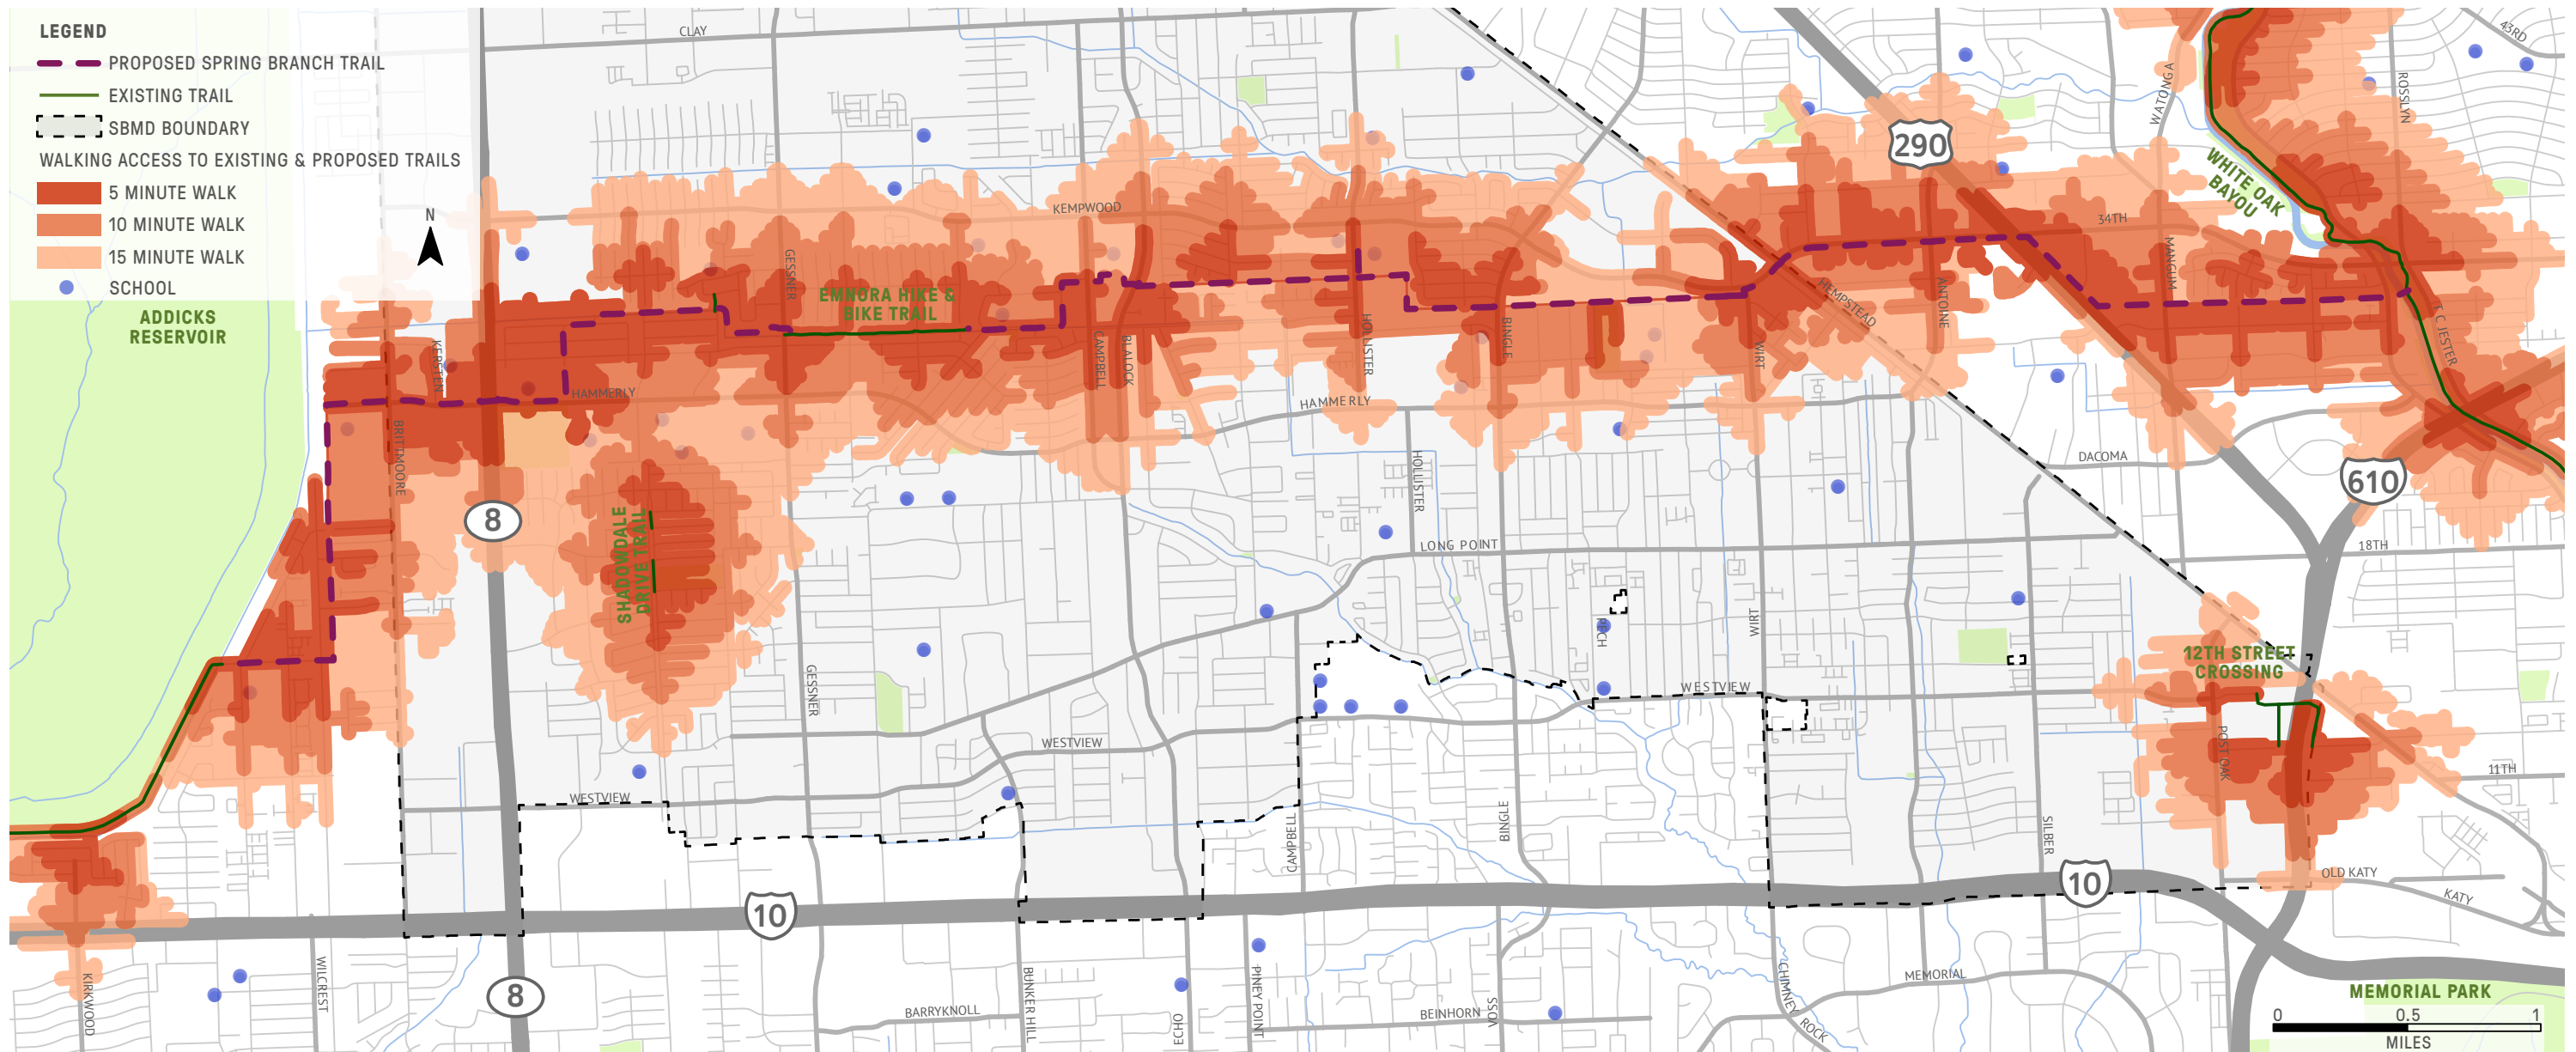 LEGEND
PROPOSED SPRING BRANCH TRAIL
EXISTING TRAIL
SBMD BOUNDARY
WALKING ACCESS TO EXISTING & PROPOSED TRAILS
5 MINUTE WALK
10 MINUTE WALK
15 MINUTE WALK
SCHOOL
N
ADDICKS
RESERVOIR
CLAY
43RD
ROSSLYN
WATONGA
290
WHITE OAK
BAYOU
KEMPWOOD
34TH
MANGUM
GESSNER
EMNORA HIKE &
BIKE TRAIL
HEMPSTEAD
ANTOINE
T C JESTER
KERSTEN
CAMPBELL
BLALOCK
HOLLISTER
BINGLE
WIRT
HAMMERLY
HAMMERLY
BRITTMOORE
DACOMA
HOLLISTER
610
8
SHADOWDALE
DRIVE TRAIL
LONG POINT
18TH
PECH
WIRT
12TH STREET
CROSSING
GESSNER
WESTVIEW
WESTVIEW
POST OAK
11TH
WESTVIEW
CAMPBELL
BINGLE
SILBER
10
10
OLD KATY
KATY
KIRKWOOD
WILCREST
8
BARRYKNOLL
BUNKER HILL
ECHO
PINEY POINT
BEINHORN
VOSS
CHIMNEY ROCK
MEMORIAL
MEMORIAL PARK
0 0.5 1
MILES